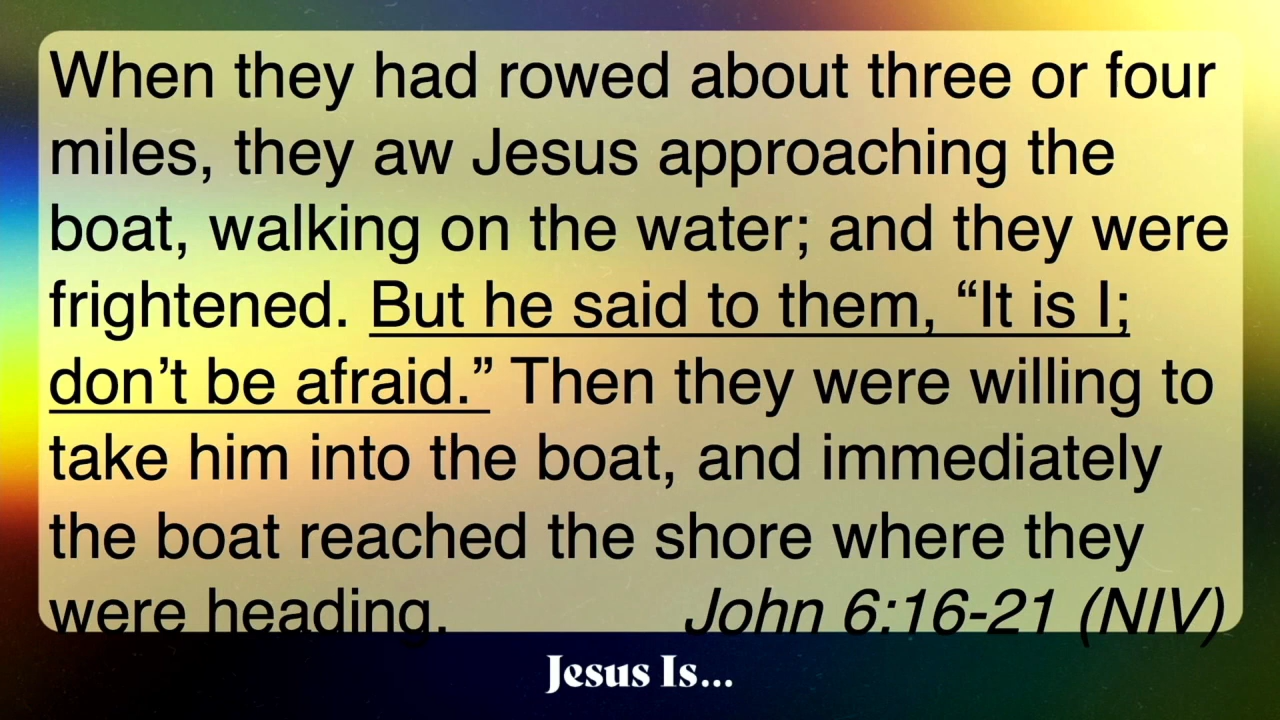 When they had rowed about three or four
miles, they aw Jesus approaching the
boat, walking on the water; and they were
frightened. But he said to them, “It is I;
don’t be afraid.” Then they were willing to
take him into the boat, and immediately
the boat reached the shore where they
were heading. John 6:16-21 (NIV)
Jesus Is...